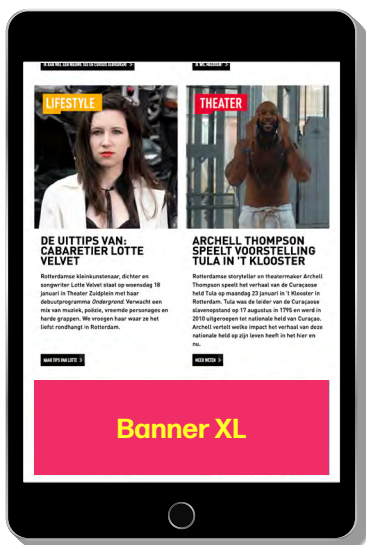 LIFESTYLE
DE UITTIPS VAN:
CABARETIER LOTTE
VELVET
Rotterdamse kleinkunstenaar, dichter en
songwriter Lotte Velvet staat op woensdag 18
januari in Theater Zuidplein met haar
debuutprogramma Ondergrond. Verwacht een
mix van muziek, poëzie, vreemde personages en
harde grappen. We vroegen haar waar ze het
liefst rondhangt in Rotterdam.
NAAR TIPS VAN LOTTE >
THEATER
ARCHELL THOMPSON
SPEELT VOORSTELLING
TULA IN 'T KLOOSTER
Rotterdamse storyteller en theatermaker Archell
Thompson speelt het verhaal van de Curaçaose
held Tula op maandag 23 januari in 't Klooster in
Rotterdam. Tula was de leider van de Curaçaose
slavenopstand op 17 augustus in 1795 en werd in
2010 uitgeroepen tot nationale held van Curaçao.
Archell vertelt welke impact het verhaal van deze
nationale held op zijn leven heeft in het hier en
nu.
MEER WETEN >
Banner XL